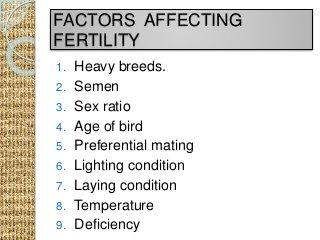 FACTORS AFFECTING
FERTILITY
1. Heavy breeds.
2. Semen
3. Sex ratio
4. Age of bird
5. Preferential mating
6. Lighting condition
7. Laying condition
8. Temperature
9. Deficiency